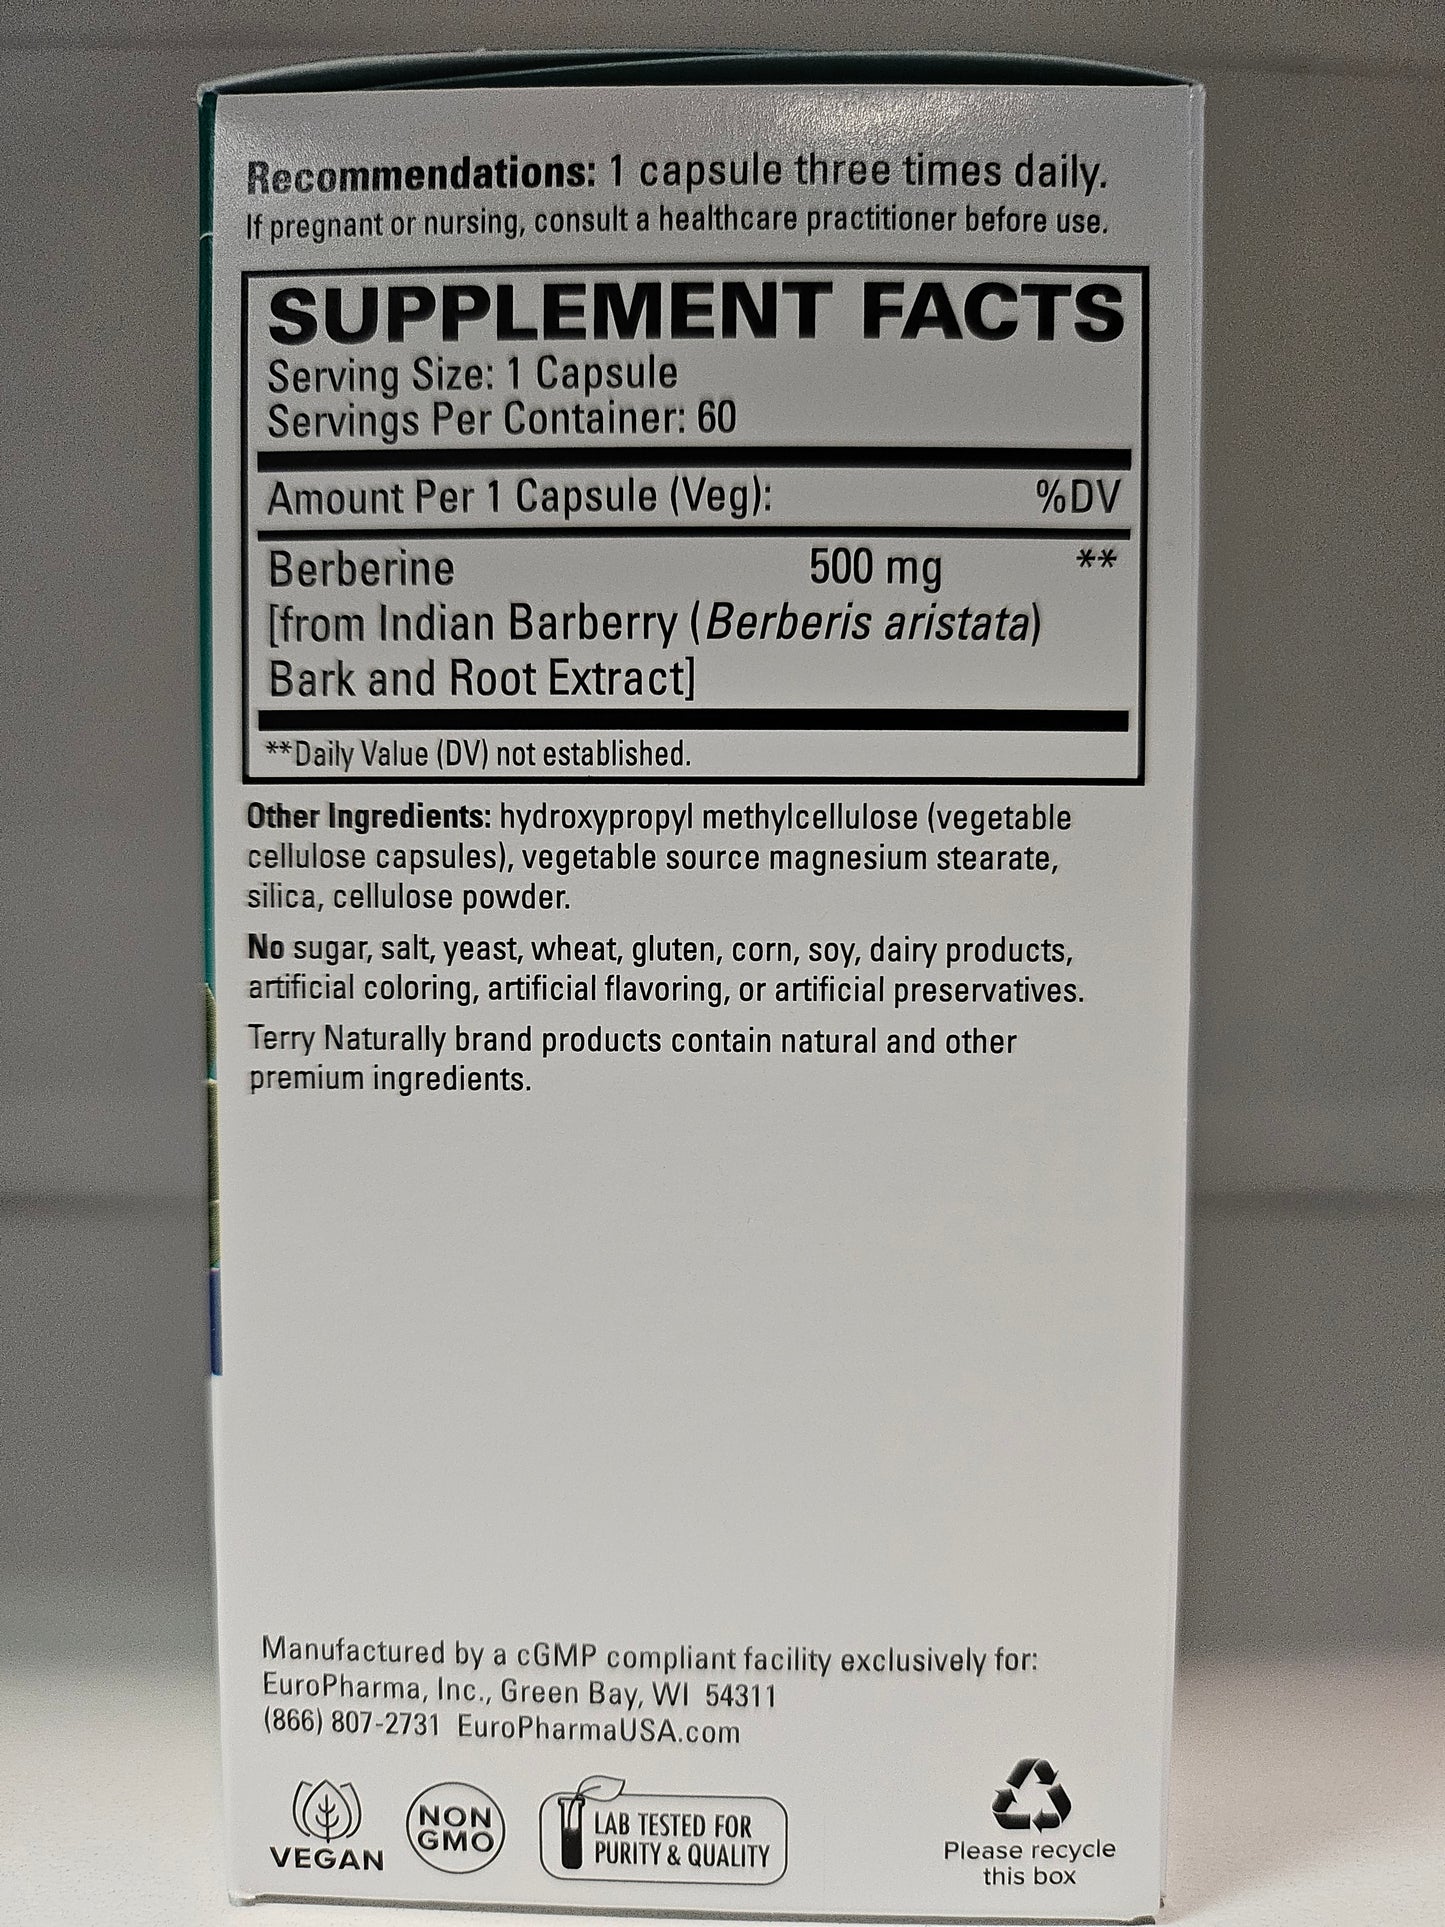 Recommendations: 1 capsule three times daily.
If pregnant or nursing, consult a healthcare practitioner before use.
SUPPLEMENT FACTS
Serving Size: 1 Capsule
Servings Per Container: 60
Amount Per 1 Capsule (Veg): %DV
Berberine 500 mg **
[from Indian Barberry (Berberis aristata)
Bark and Root Extract]
**Daily Value (DV) not established.
Other Ingredients: hydroxypropyl methylcellulose (vegetable
cellulose capsules), vegetable source magnesium stearate,
silica, cellulose powder.
No sugar, salt, yeast, wheat, gluten, corn, soy, dairy products,
artificial coloring, artificial flavoring, or artificial preservatives.
Terry Naturally brand products contain natural and other
premium ingredients.
Manufactured by a cGMP compliant facility exclusively for:
EuroPharma, Inc., Green Bay, WI 54311
(866) 807-2731 EuroPharmaUSA.com
VEGAN
NON
GMO
LAB TESTED FOR
PURITY & QUALITY
Please recycle
this box